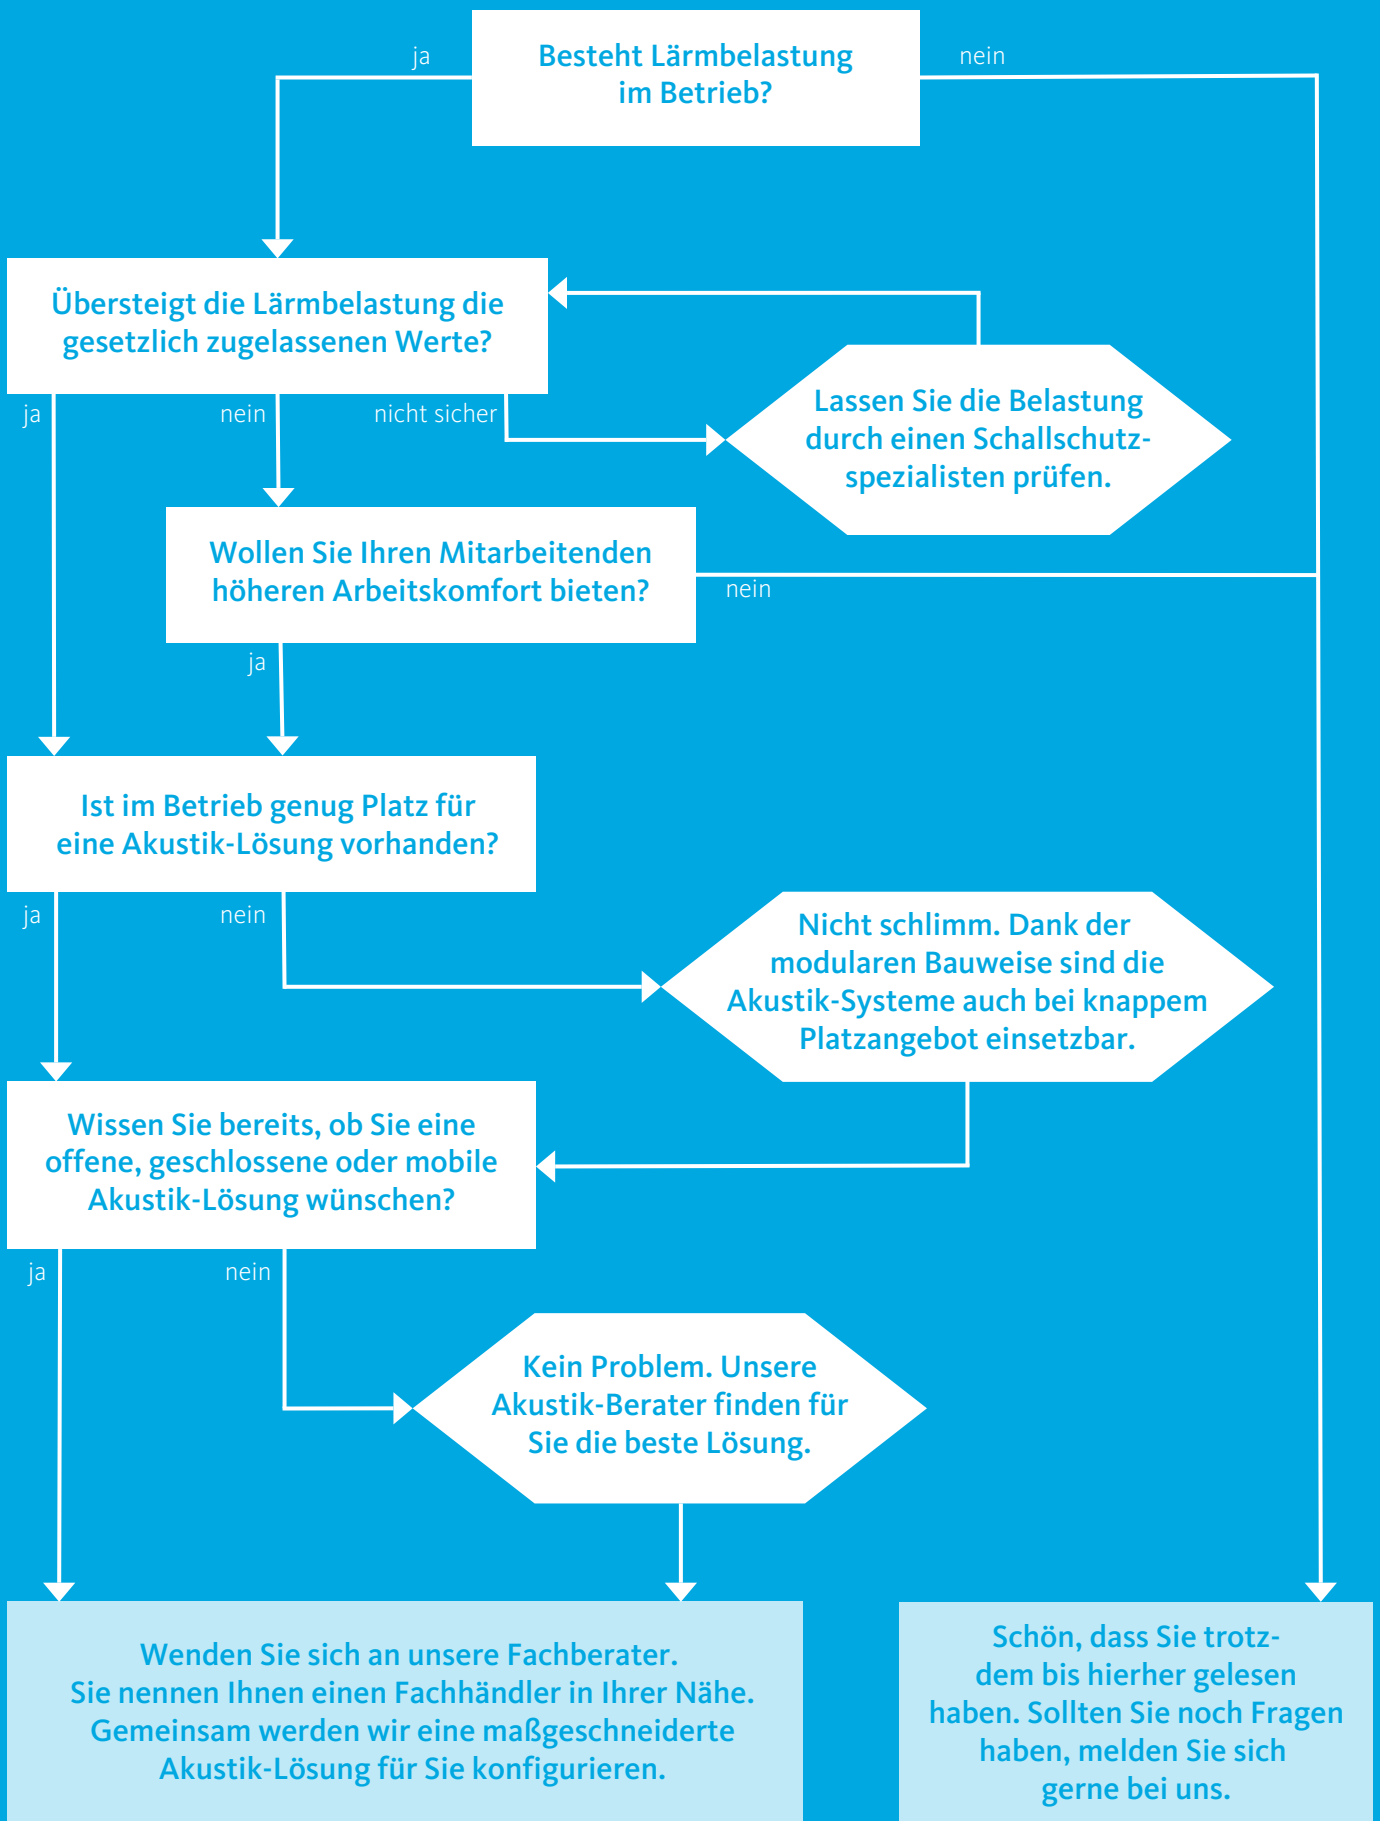 ja
Besteht Lärmbelastung
im Betrieb?
nein
Übersteigt die Lärmbelastung die
gesetzlich zugelassenen Werte?
ja
nein
nicht sicher
Lassen Sie die Belastung
durch einen Schallschutz-
spezialisten prüfen.
Wollen Sie Ihren Mitarbeitenden
höheren Arbeitskomfort bieten?
nein
ja
Ist im Betrieb genug Platz für
eine Akustik-Lösung vorhanden?
ja
nein
Nicht schlimm. Dank der
modularen Bauweise sind die
Akustik-Systeme auch bei knappem
Platzangebot einsetzbar.
Wissen Sie bereits, ob Sie eine
offene, geschlossene oder mobile
Akustik-Lösung wünschen?
ja
nein
Kein Problem. Unsere
Akustik-Berater finden für
Sie die beste Lösung.
Wenden Sie sich an unsere Fachberater.
Sie nennen Ihnen einen Fachhändler in Ihrer Nähe.
Gemeinsam werden wir eine maßgeschneiderte
Akustik-Lösung für Sie konfigurieren.
Schön, dass Sie trotz-
dem bis hierher gelesen
haben. Sollten Sie noch Fragen
haben, melden Sie sich
gerne bei uns.